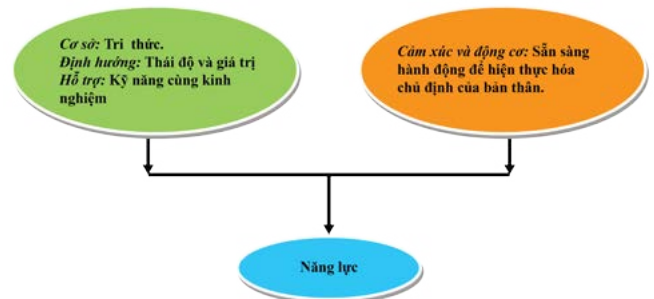 Cơ sở: Tri thức.
Định hướng: Thái độ và giá trị
Hỗ trợ: Kỹ năng cùng kinh
nghiệm
Cảm xúc và động cơ: Sẵn sàng
hành động để hiện thực hóa
chủ định của bản thân.
Năng lực